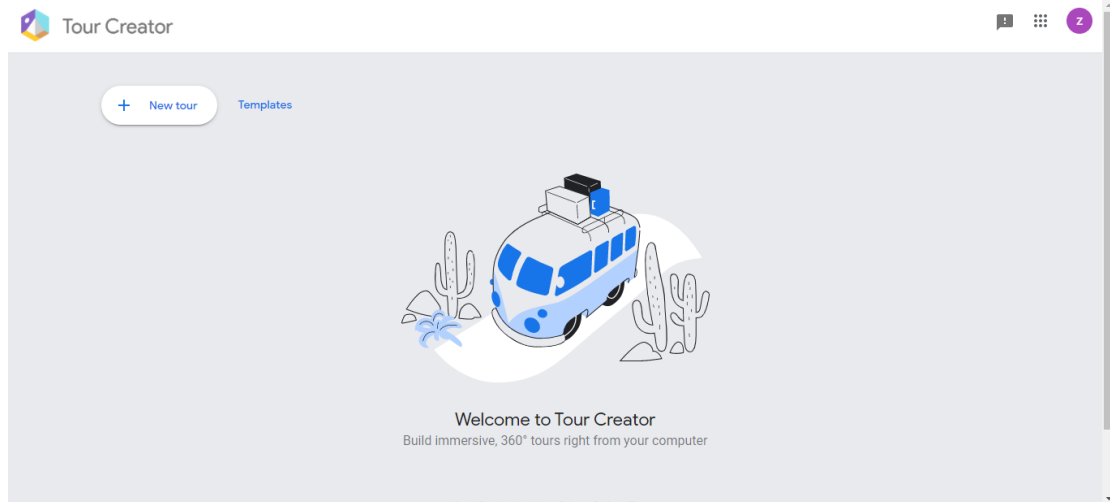 Tour Creator
Z
New tour
Templates
Welcome to Tour Creator
Build immersive, 360° tours right from your computer